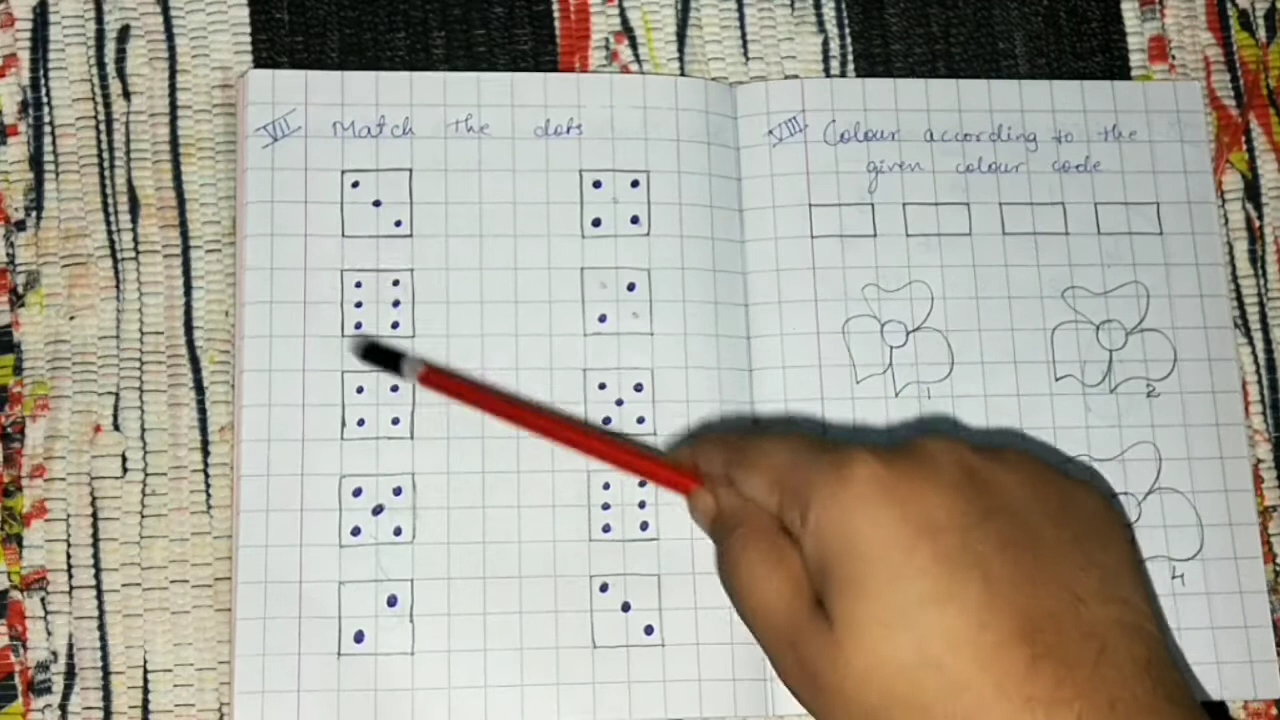 VII Match the dots
VIII Colour according to the
given colour code
1
2
4